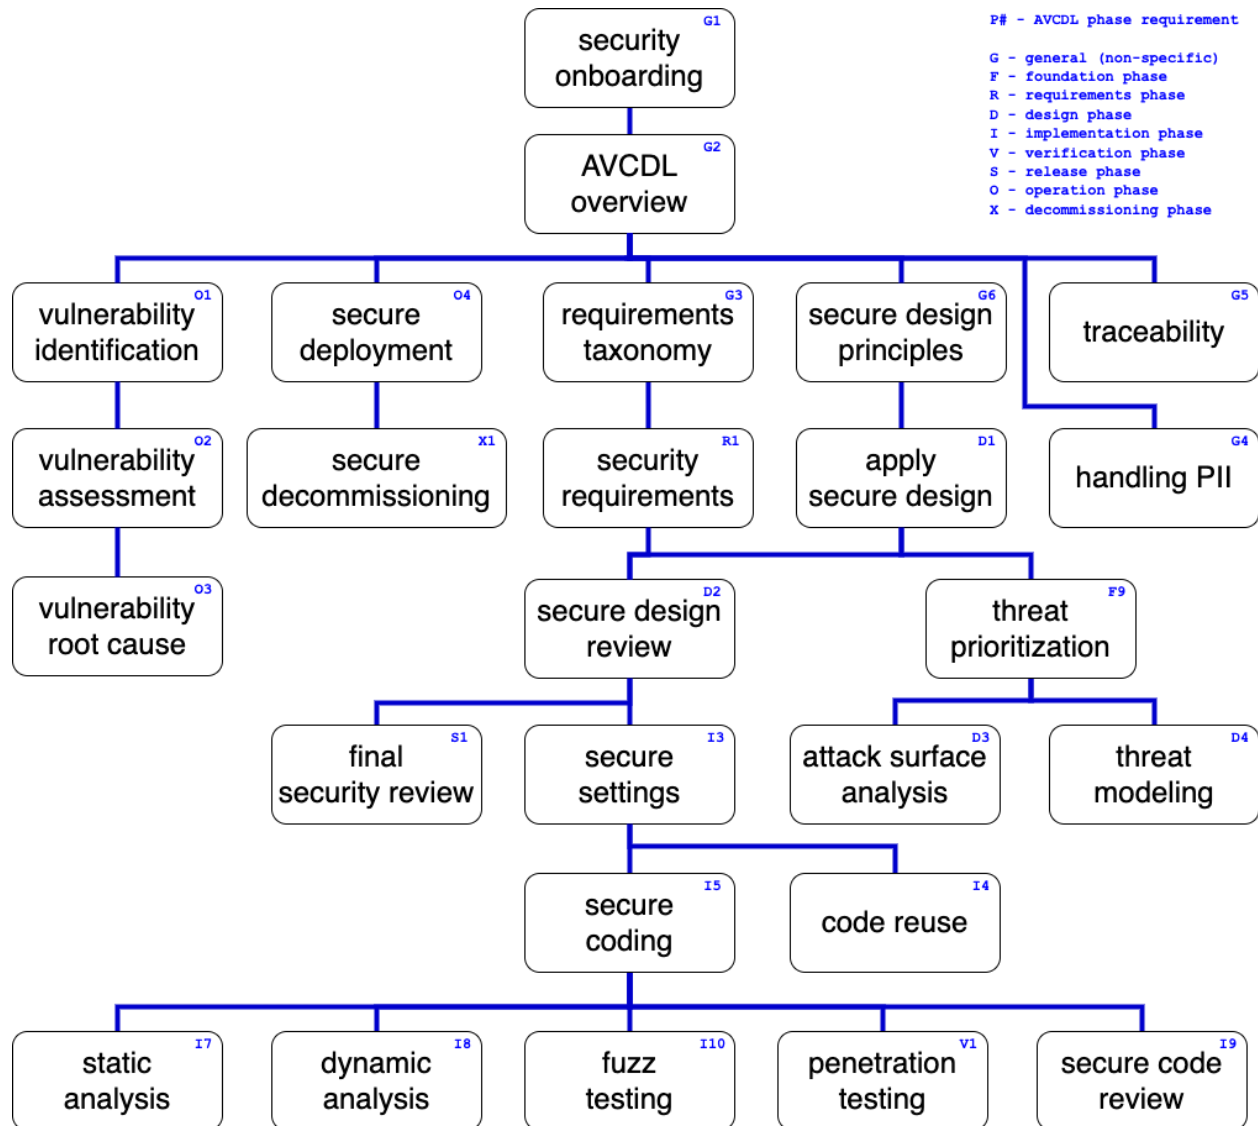 G1
security
onboarding
P# - AVCDL phase requirement
G - general (non-specific)
F - foundation phase
R - requirements phase
D - design phase
I - implementation phase
V - verification phase
S - release phase
O - operation phase
X - decommissioning phase
G2
AVCDL
overview
O1
vulnerability
identification
O4
secure
deployment
G3
requirements
taxonomy
G6
secure design
principles
G5
traceability
O2
vulnerability
assessment
X1
secure
decommissioning
R1
security
requirements
D1
apply
secure design
G4
handling PII
O3
vulnerability
root cause
D2
secure design
review
F9
threat
prioritization
S1
final
security review
I3
secure
settings
D3
attack surface
analysis
D4
threat
modeling
I5
secure
coding
I4
code reuse
I7
static
analysis
I8
dynamic
analysis
I10
fuzz
testing
V1
penetration
testing
I9
secure code
review